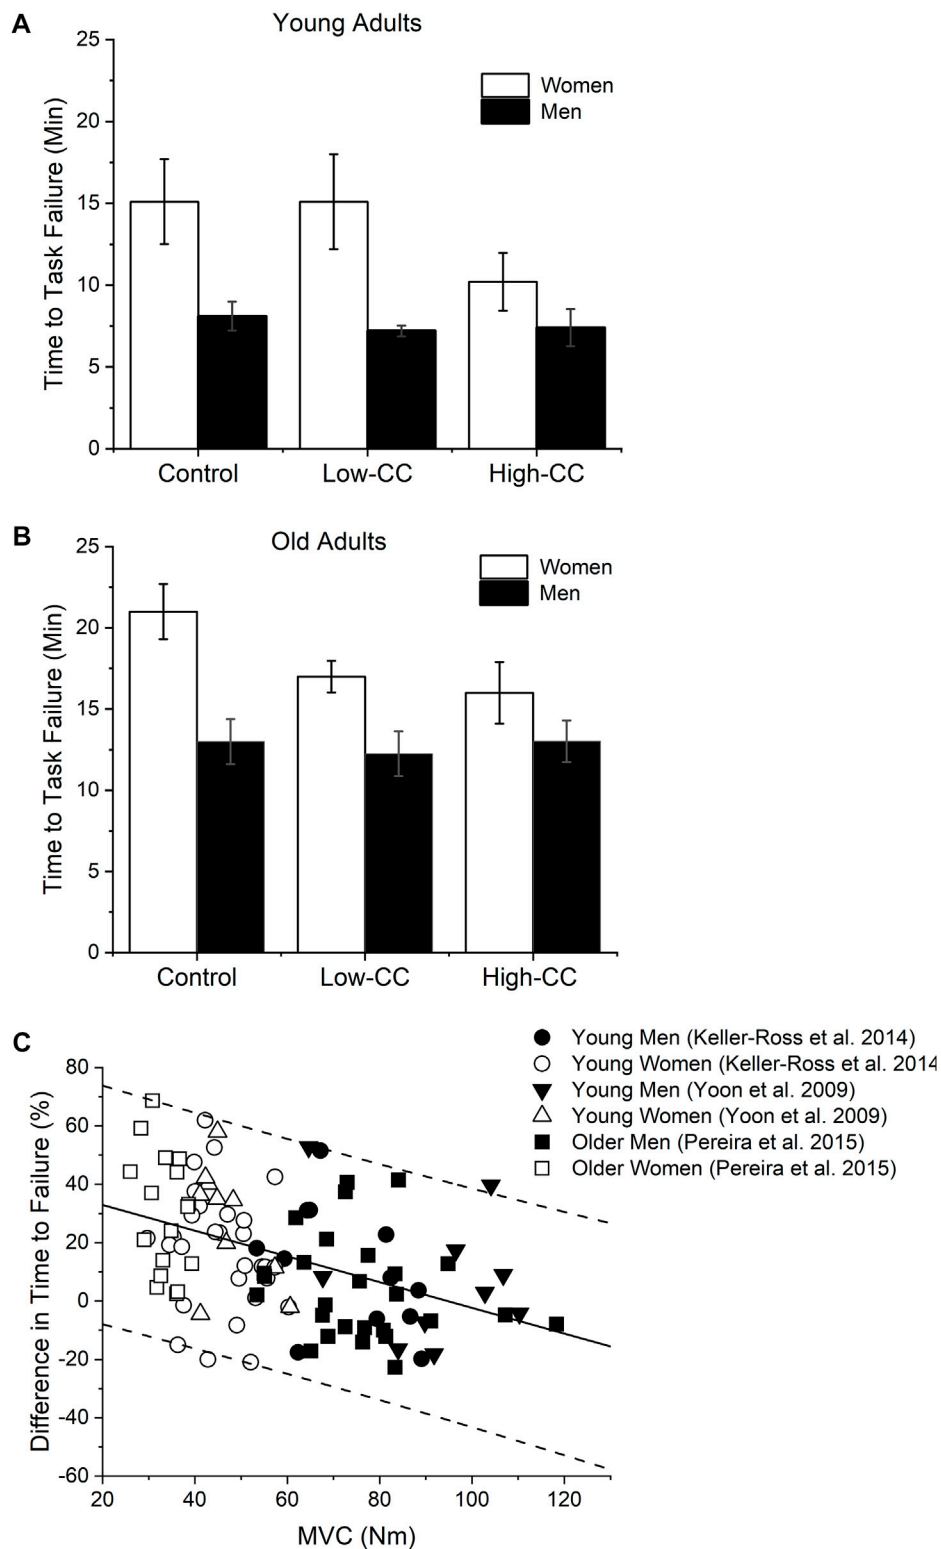 A
Young Adults
Time to Task Failure (Min)
25
20
15
10
5
0
Women
Men
Control
Low-CC
High-CC
B
Old Adults
Time to Task Failure (Min)
25
20
15
10
5
0
Women
Men
Control
Low-CC
High-CC
C
Difference in Time to Failure (%)
80
60
40
20
0
-20
-40
-60
Young Men (Keller-Ross et al. 2014)
Young Women (Keller-Ross et al. 2014
Young Men (Yoon et al. 2009)
Young Women (Yoon et al. 2009)
Older Men (Pereira et al. 2015)
Older Women (Pereira et al. 2015)
20 40 60 80 100 120
MVC (Nm)